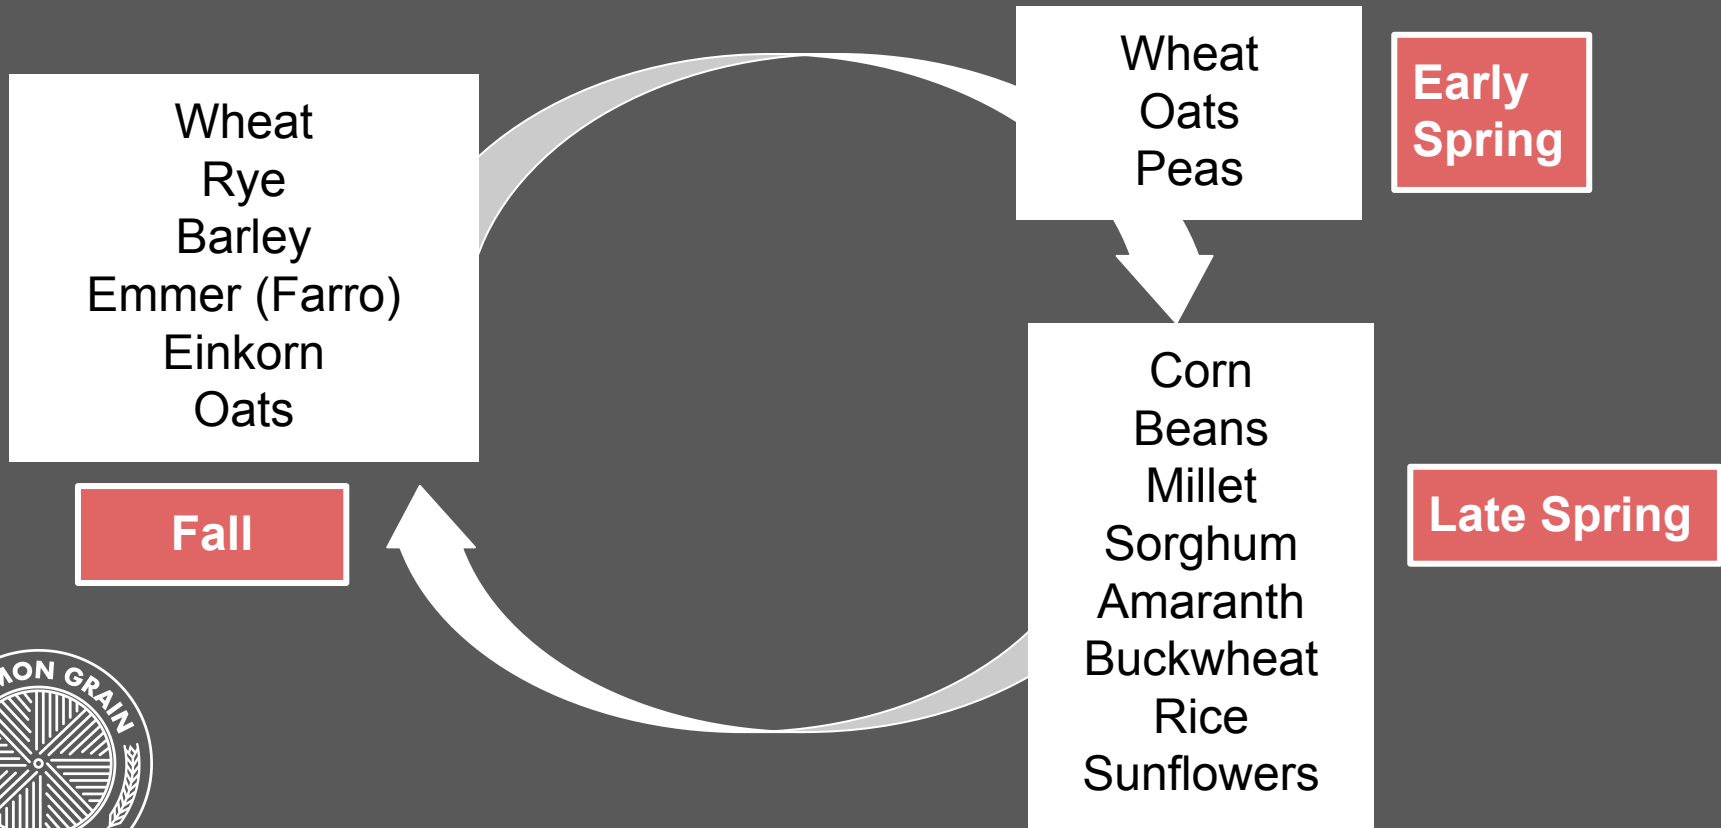 Wheat
Rye
Barley
Emmer (Farro)
Einkorn
Oats
Fall
Wheat
Oats
Peas
Early
Spring
Corn
Beans
Millet
Sorghum
Amaranth
Buckwheat
Rice
Sunflowers
Late Spring
GRAIN